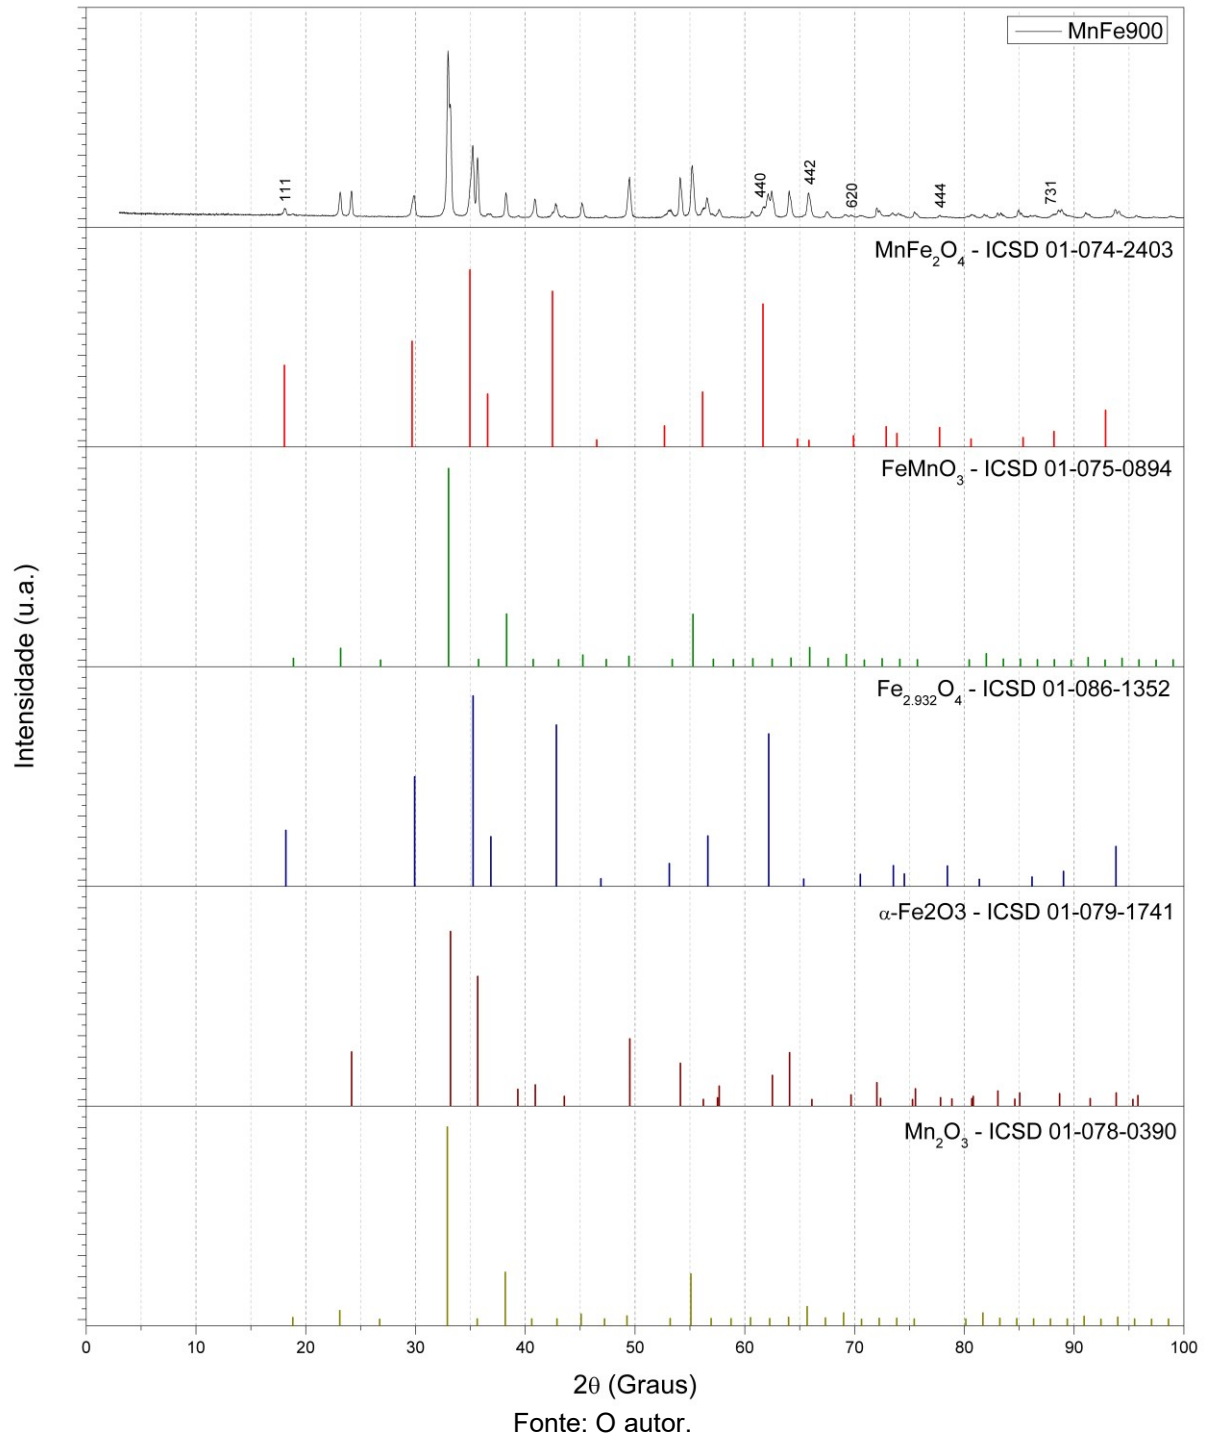 MnFe900
111
440
442
620
444
731
MnFe₂O₄ - ICSD 01-074-2403
FeMnO₃ - ICSD 01-075-0894
Fe₂.₉₃₂O₄ - ICSD 01-086-1352
α-Fe2O3 - ICSD 01-079-1741
Mn₂O₃ - ICSD 01-078-0390
Intensidade (u.a.)
0 10 20 30 40 50 60 70 80 90 100
2θ (Graus)
Fonte: O autor.